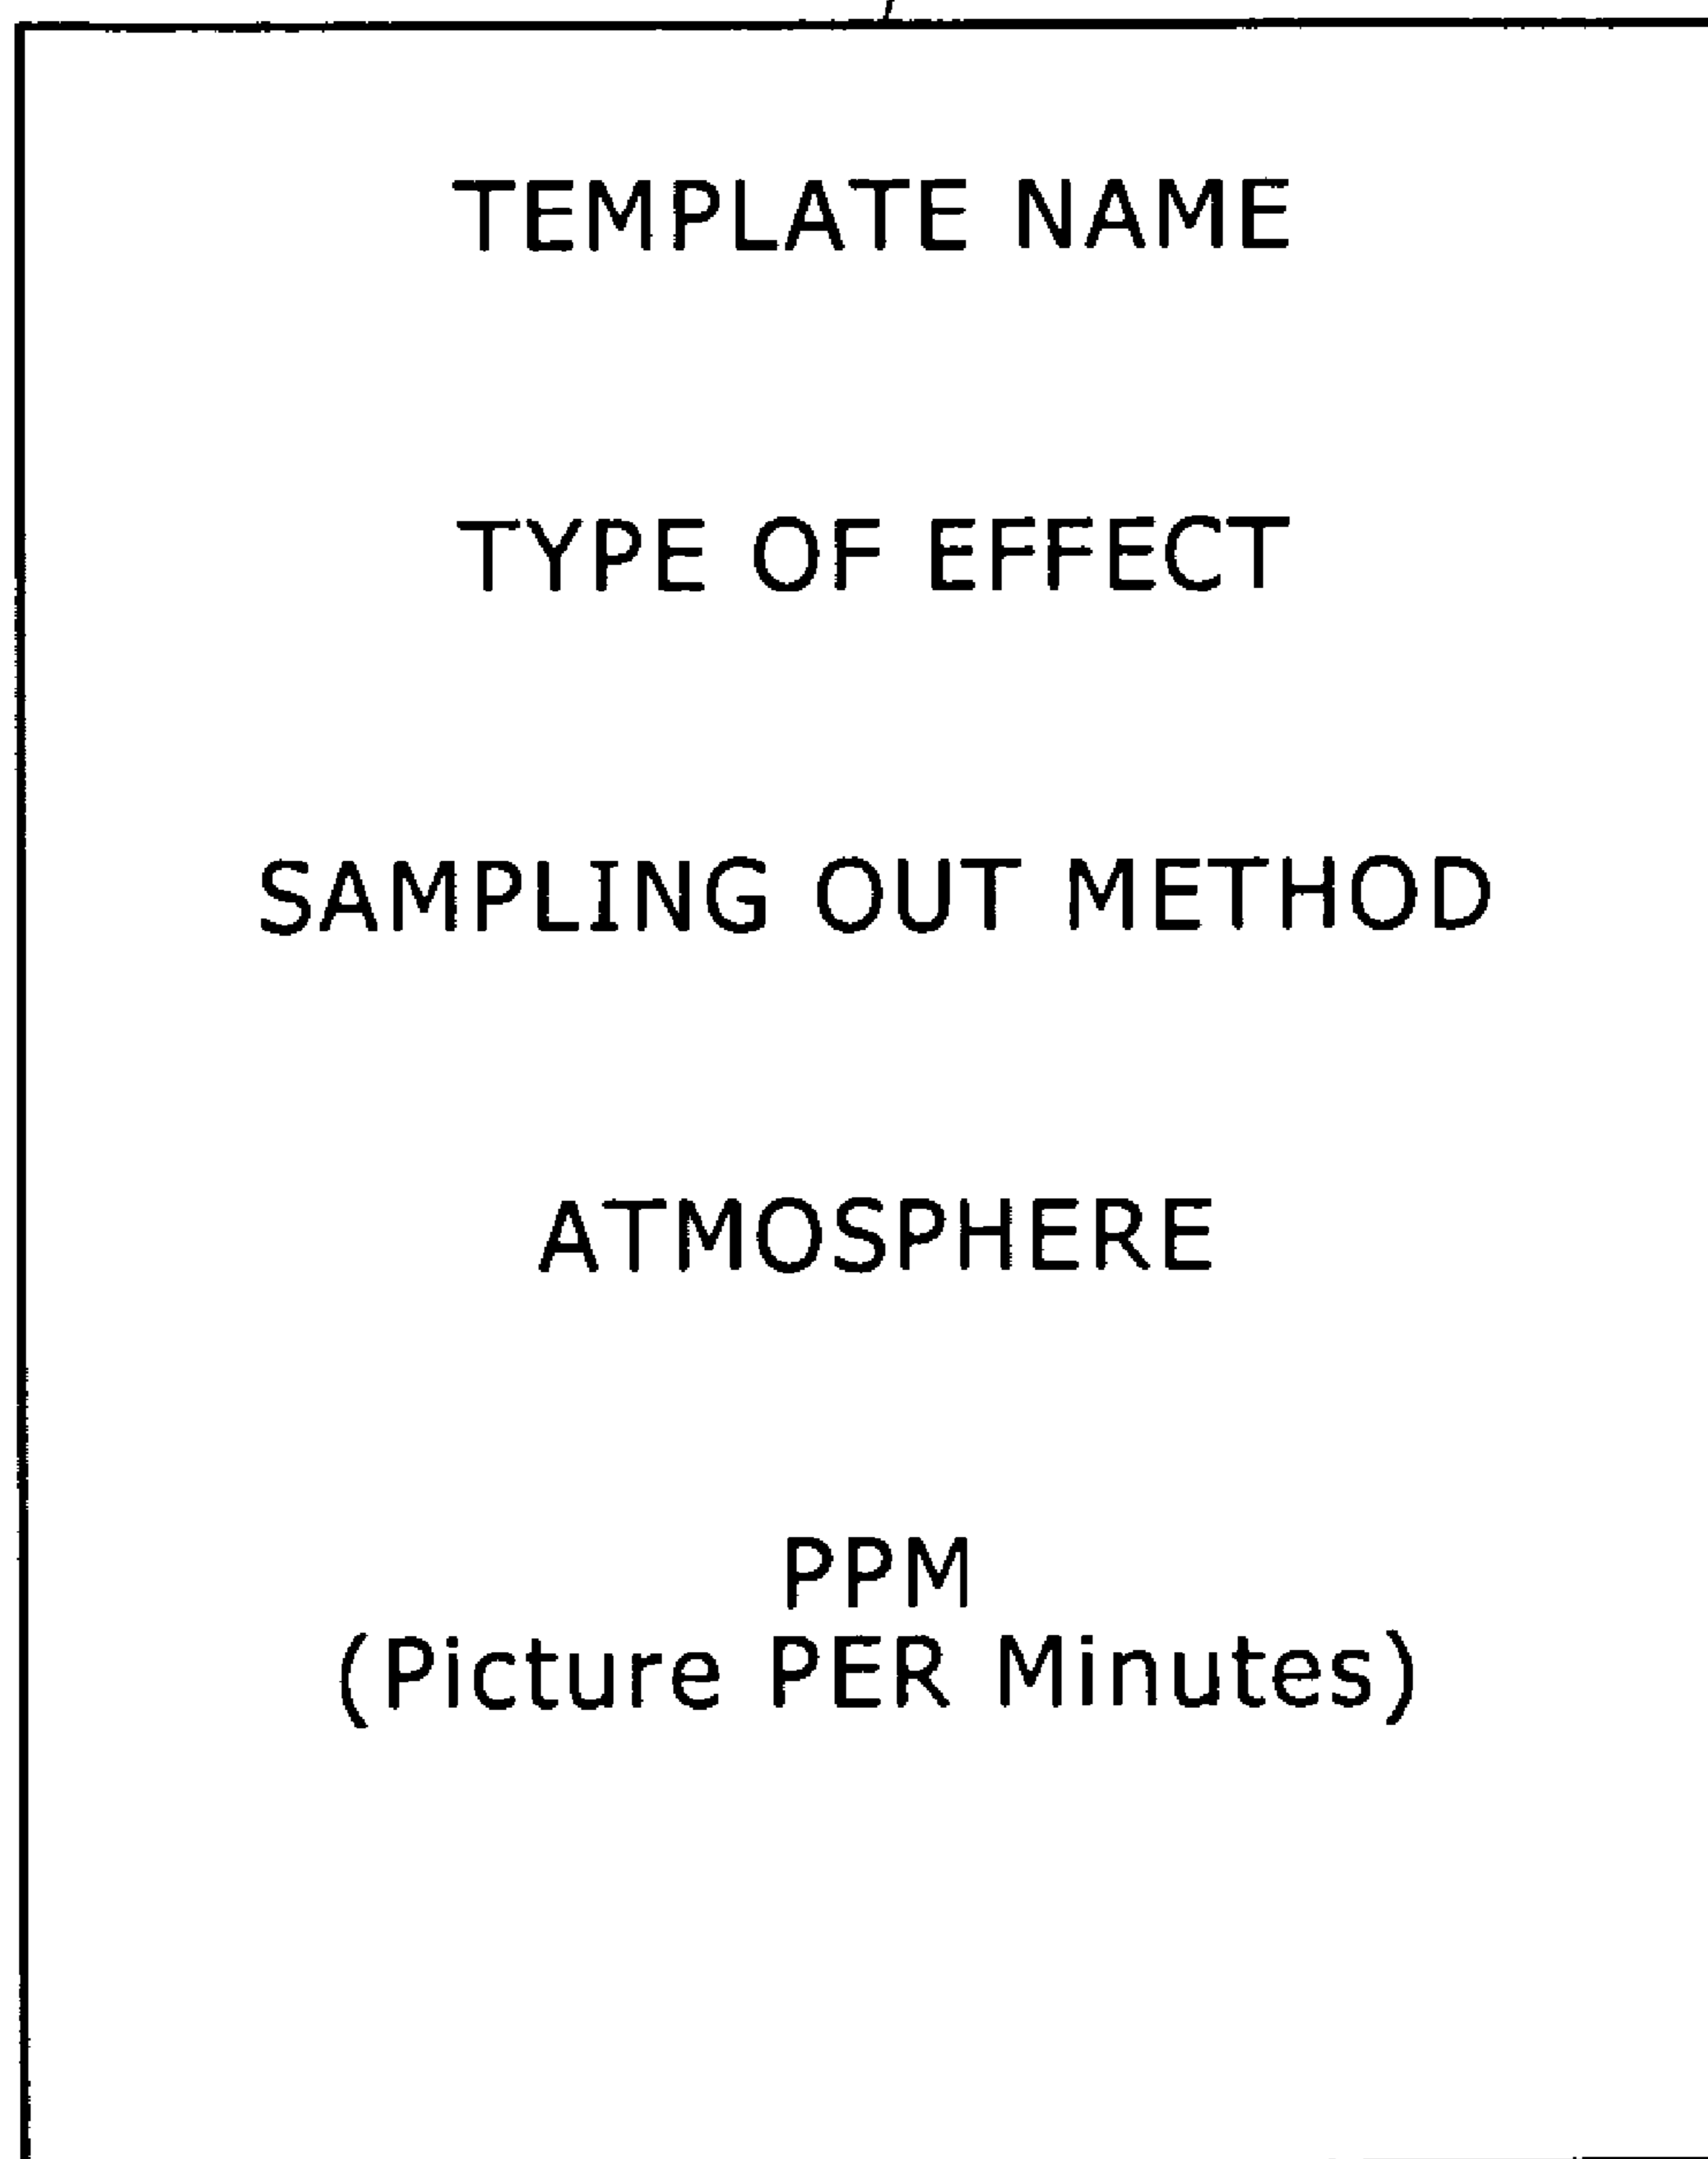 TEMPLATE NAME
TYPE OF EFFECT
SAMPLING OUT METHOD
ATMOSPHERE
PPM
(Picture PER Minutes)